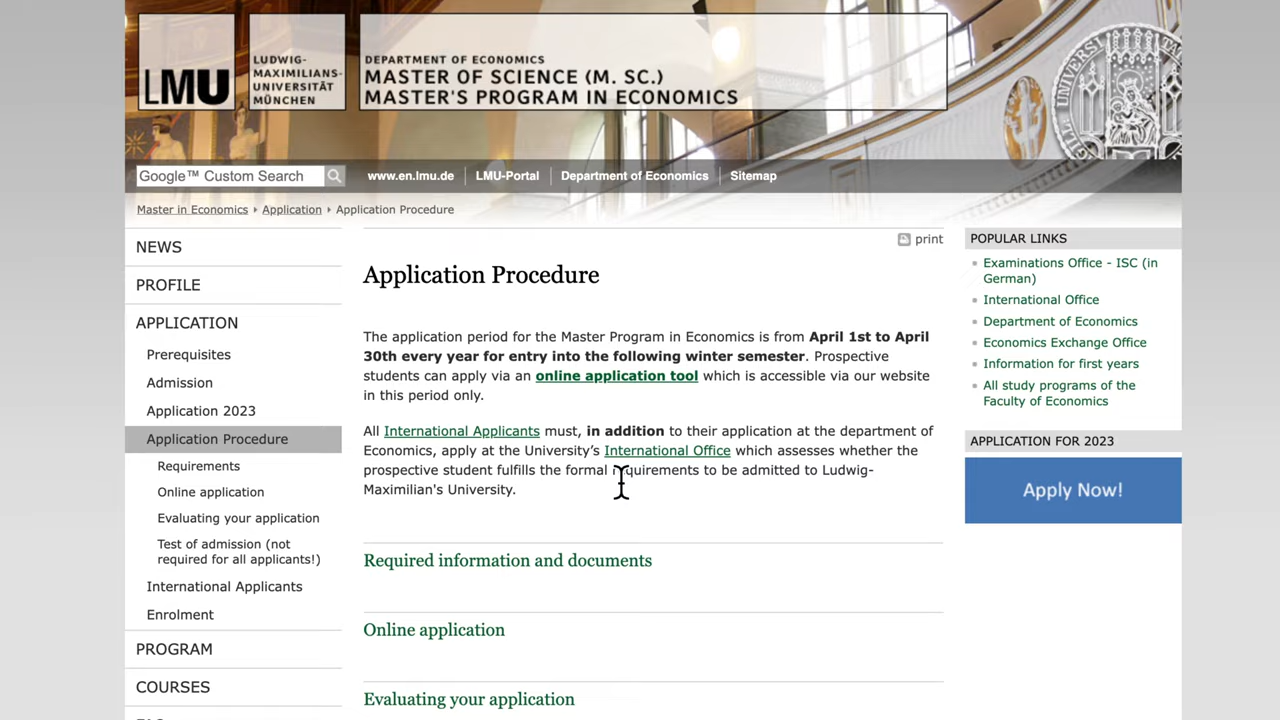 LMU
LUDWIG-
MAXIMILIANS-
UNIVERSITÄT
MÜNCHEN
DEPARTMENT OF ECONOMICS
MASTER OF SCIENCE (M. SC.)
MASTER'S PROGRAM IN ECONOMICS
Google™ Custom Search
www.en.lmu.de
LMU-Portal
Department of Economics
Sitemap
Master in Economics
Application
Application Procedure
NEWS
PROFILE
APPLICATION
Prerequisites
Admission
Application 2023
Application Procedure
Requirements
Online application
Evaluating your application
Test of admission (not
required for all applicants!)
International Applicants
Enrolment
PROGRAM
COURSES
print
Application Procedure
The application period for the Master Program in Economics is from April 1st to April
30th every year for entry into the following winter semester. Prospective
students can apply via an online application tool which is accessible via our website
in this period only.
All International Applicants must, in addition to their application at the department of
Economics, apply at the University's International Office which assesses whether the
prospective student fulfills the formal requirements to be admitted to Ludwig-
Maximilian's University.
Required information and documents
Online application
Evaluating your application
POPULAR LINKS
Examinations Office - ISC (in
German)
International Office
Department of Economics
Economics Exchange Office
Information for first years
All study programs of the
Faculty of Economics
APPLICATION FOR 2023
Apply Now!